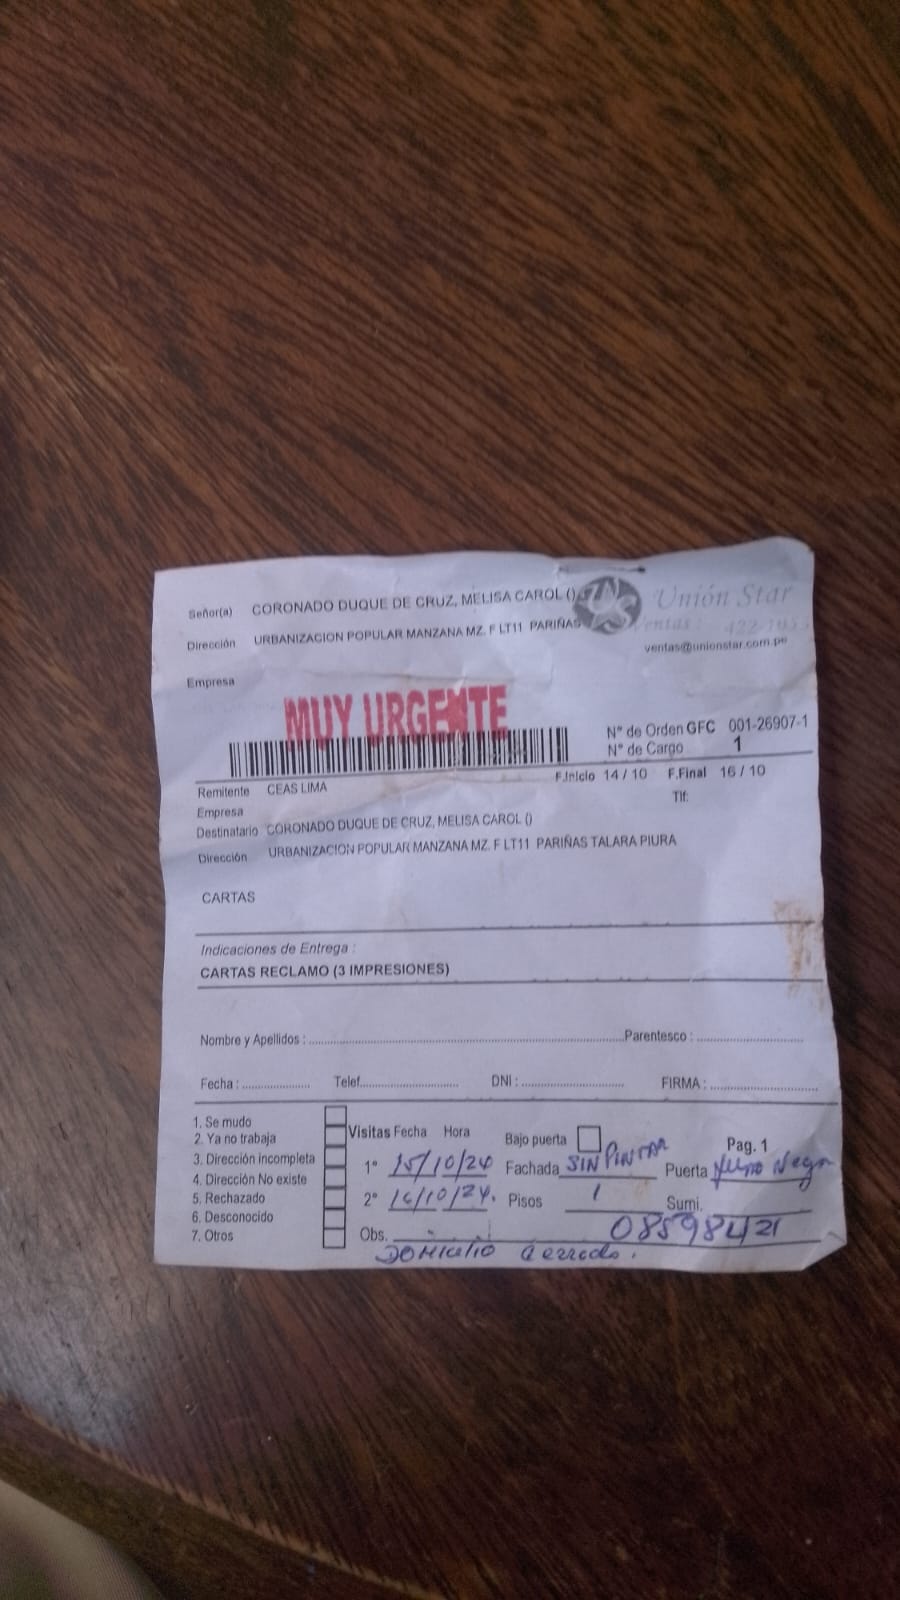 Señor(a) CORONADO DUQUE DE CRUZ, MELISA CAROL ()
Unión Star
Dirección URBANIZACION POPULAR MANZANA MZ. F LT11 PARIÑAS
Ventas :
ventas@unionstar.com.pe
Empresa
MUY URGENTE
N° de Orden GFC 001-26907-1
N° de Cargo 1
Remitente CEAS LIMA
F.Inicio 14 / 10 F.Final 16 / 10
Empresa
Tlf:
Destinatario CORONADO DUQUE DE CRUZ, MELISA CAROL ()
Dirección URBANIZACION POPULAR MANZANA MZ. F LT11 PARIÑAS TALARA PIURA
CARTAS
Indicaciones de Entrega :
CARTAS RECLAMO (3 IMPRESIONES)
Nombre y Apellidos : Parentesco :
Fecha : Telef. DNI : FIRMA :
1. Se mudo
2. Ya no trabaja
3. Dirección incompleta
4. Dirección No existe
5. Rechazado
6. Desconocido
7. Otros
Visitas Fecha Hora Bajo puerta Pag. 1
1° 15/10/24 Fachada SIN PINTAR Puerta Negra
2° 16/10/24. Pisos 1 Sumi.
Obs. 08598421
Domicilio Cerrado.